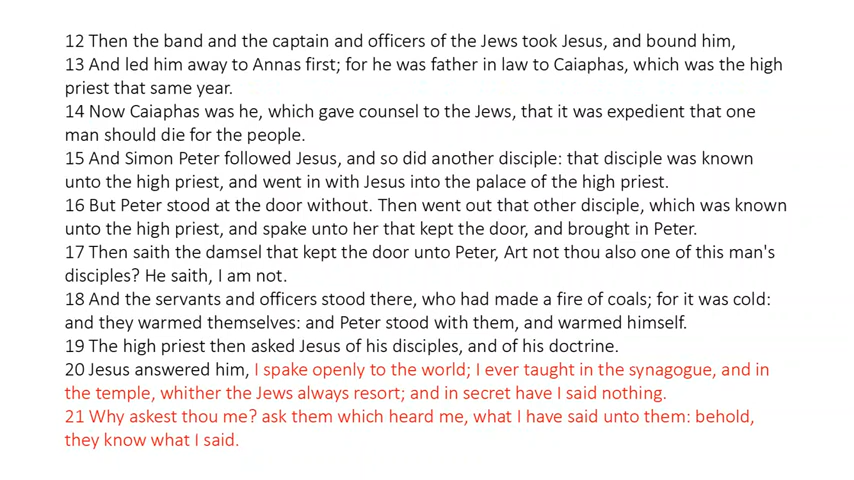 12 Then the band and the captain and officers of the Jews took Jesus, and bound him,
13 And led him away to Annas first; for he was father in law to Caiaphas, which was the high
priest that same year.
14 Now Caiaphas was he, which gave counsel to the Jews, that it was expedient that one
man should die for the people.
15 And Simon Peter followed Jesus, and so did another disciple: that disciple was known
unto the high priest, and went in with Jesus into the palace of the high priest.
16 But Peter stood at the door without. Then went out that other disciple, which was known
unto the high priest, and spake unto her that kept the door, and brought in Peter.
17 Then saith the damsel that kept the door unto Peter, Art not thou also one of this man's
disciples? He saith, I am not.
18 And the servants and officers stood there, who had made a fire of coals; for it was cold:
and they warmed themselves: and Peter stood with them, and warmed himself.
19 The high priest then asked Jesus of his disciples, and of his doctrine.
20 Jesus answered him, I spake openly to the world; I ever taught in the synagogue, and in
the temple, whither the Jews always resort; and in secret have I said nothing.
21 Why askest thou me? ask them which heard me, what I have said unto them: behold,
they know what I said.